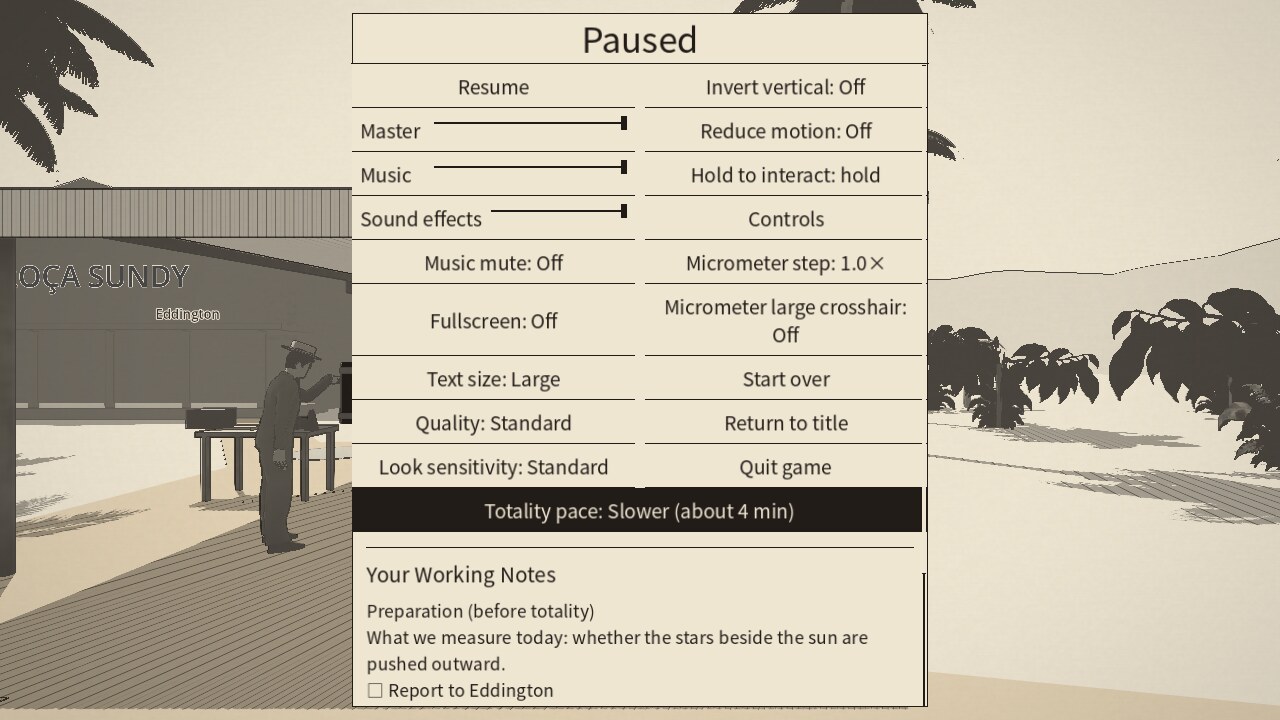 Paused
Resume
Invert vertical: Off
Master
Reduce motion: Off
Music
Hold to interact: hold
Sound effects
Controls
Music mute: Off
Micrometer step: 1.0×
Fullscreen: Off
Micrometer large crosshair:
Off
Text size: Large
Start over
Quality: Standard
Return to title
Look sensitivity: Standard
Quit game
Totality pace: Slower (about 4 min)
Your Working Notes
Preparation (before totality)
What we measure today: whether the stars beside the sun are
pushed outward.
☐ Report to Eddington
OÇA SUNDY
Eddington